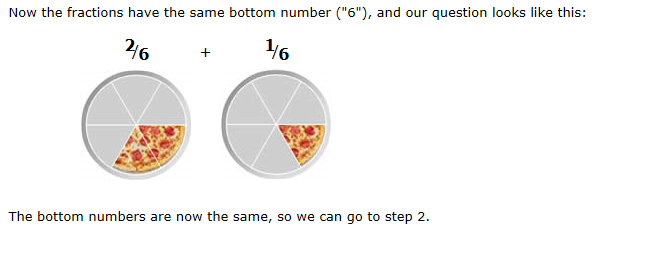 Now the fractions have the same bottom number ("6"), and our question looks like this:
2/6 + 1/6
The bottom numbers are now the same, so we can go to step 2.